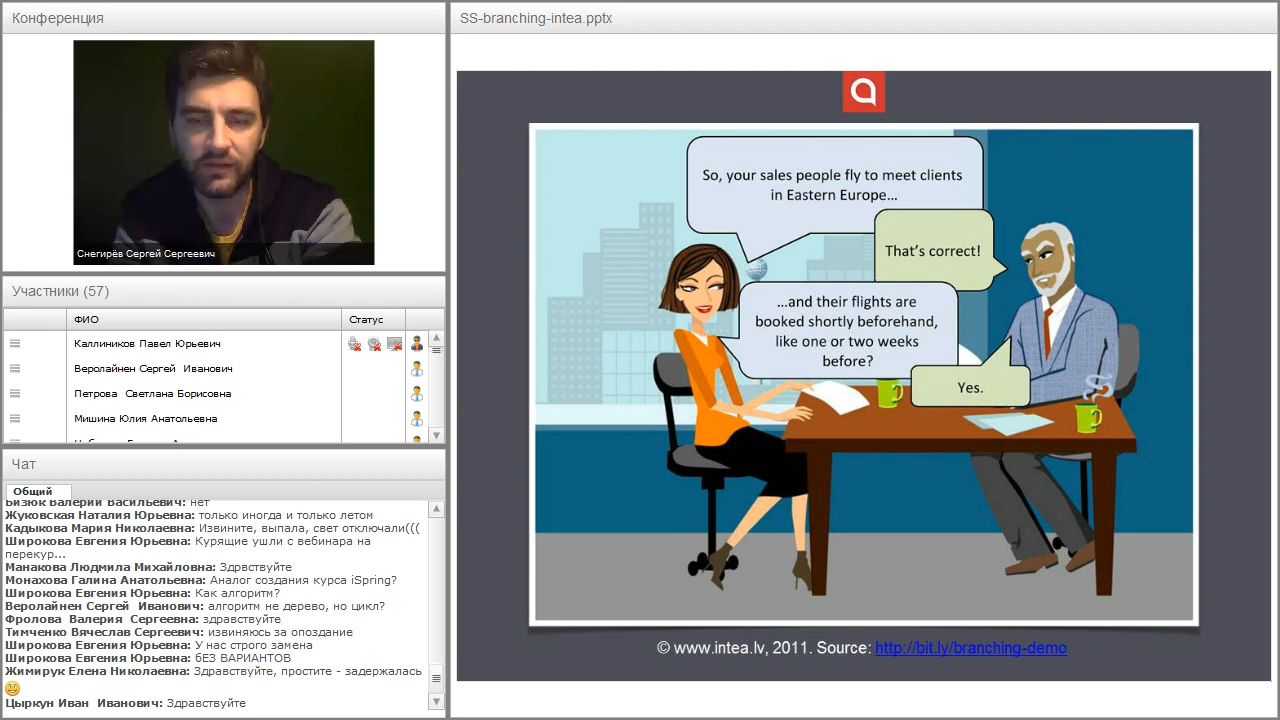 Конференция
Снегирёв Сергей Сергеевич
Участники (57)
ФИО
Статус
Каллиников Павел Юрьевич
Веролайнен Сергей Иванович
Петрова Светлана Борисовна
Мишина Юлия Анатольевна
Чат
Общий
Бизюк Валерий Васильевич: нет
Жуковская Наталия Юрьевна: только иногда и только летом
Кадыкова Мария Николаевна: Извините, выпала, свет отключали(((
Широкова Евгения Юрьевна: Курящие ушли с вебинара на
перекур...
Манакова Людмила Михайловна: Здрвствуйте
Монахова Галина Анатольевна: Аналог создания курса iSpring?
Широкова Евгения Юрьевна: Как алгоритм?
Веролайнен Сергей Иванович: алгоритм не дерево, но цикл?
Фролова Валерия Сергеевна: здравствуйте
Тимченко Вячеслав Сергеевич: извиняюсь за опоздание
Широкова Евгения Юрьевна: У нас строго замена
Широкова Евгения Юрьевна: бЕЗ ВАРИАНТОВ
Жимирук Елена Николаевна: Здравствуйте, простите - задержалась
Цыркун Иван Иванович: Здравствуйте
SS-branching-intea.pptx
So, your sales people fly to meet clients
in Eastern Europe...
That's correct!
...and their flights are
booked shortly beforehand,
like one or two weeks
before?
Yes.
© www.intea.lv, 2011. Source: http://bit.ly/branching-demo